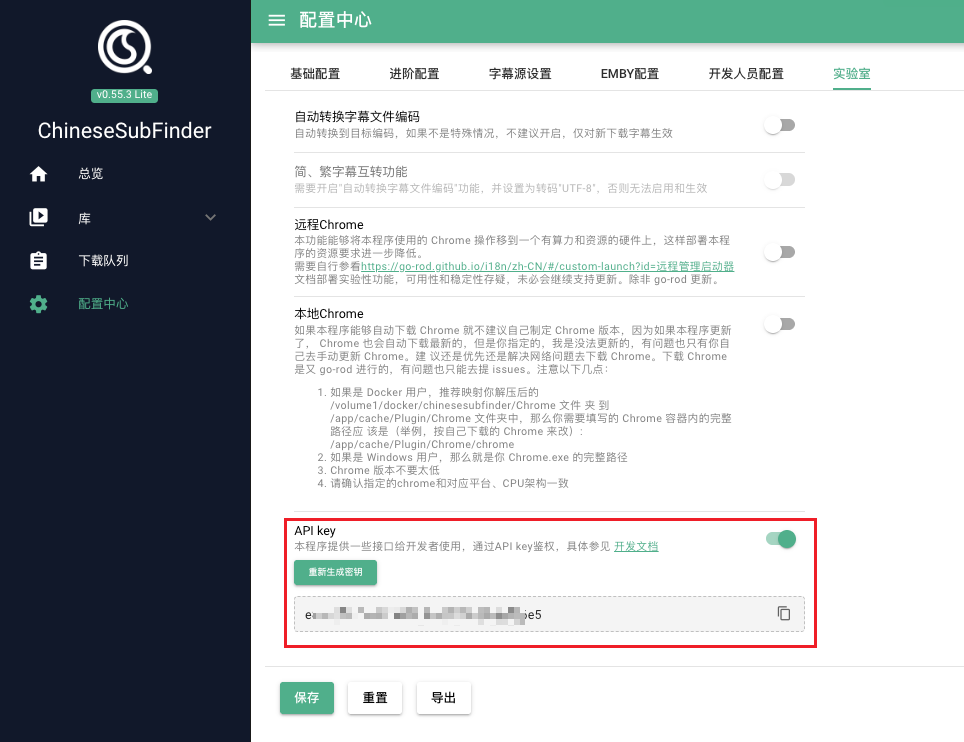 配置中心
v0.55.3 Lite
ChineseSubFinder
总览
库
下载队列
配置中心
基础配置
进阶配置
字幕源设置
EMBY配置
开发人员配置
实验室
自动转换字幕文件编码
自动转换到目标编码，如果不是特殊情况，不建议开启，仅对新下载字幕生效
简、繁字幕互转功能
需要开启"自动转换字幕文件编码"功能，并设置为转码"UTF-8"，否则无法启用和生效
远程Chrome
本功能能够将本程序使用的 Chrome 操作移到一个有算力和资源的硬件上，这样部署本程
序的资源要求进一步降低。
需要自行参看https://go-rod.github.io/i18n/zh-CN/#/custom-launch?id=远程管理启动器
文档部署实验性功能，可用性和稳定性存疑，未必会继续支持更新。除非 go-rod 更新。
本地Chrome
如果本程序能够自动下载 Chrome 就不建议自己制定 Chrome 版本，因为如果本程序更新
了， Chrome 也会自动下载最新的，但是你指定的，我是没法更新的，有问题也只有你自
己去手动更新 Chrome。建 议还是优先还是解决网络问题去下载 Chrome。下载 Chrome
是又 go-rod 进行的，有问题也只能去提 issues。注意以下几点：
1. 如果是 Docker 用户，推荐映射你解压后的
/volume1/docker/chinesesubfinder/Chrome 文件 夹 到
/app/cache/Plugin/Chrome 文件夹中，那么你需要填写的 Chrome 容器内的完整
路径应 该是（举例，按自己下载的 Chrome 来改）:
/app/cache/Plugin/Chrome/chrome
2. 如果是 Windows 用户，那么就是你 Chrome.exe 的完整路径
3. Chrome 版本不要太低
4. 请确认指定的chrome和对应平台、CPU架构一致
API key
本程序提供一些接口给开发者使用，通过API key鉴权，具体参见 开发文档
重新生成密钥
保存
重置
导出